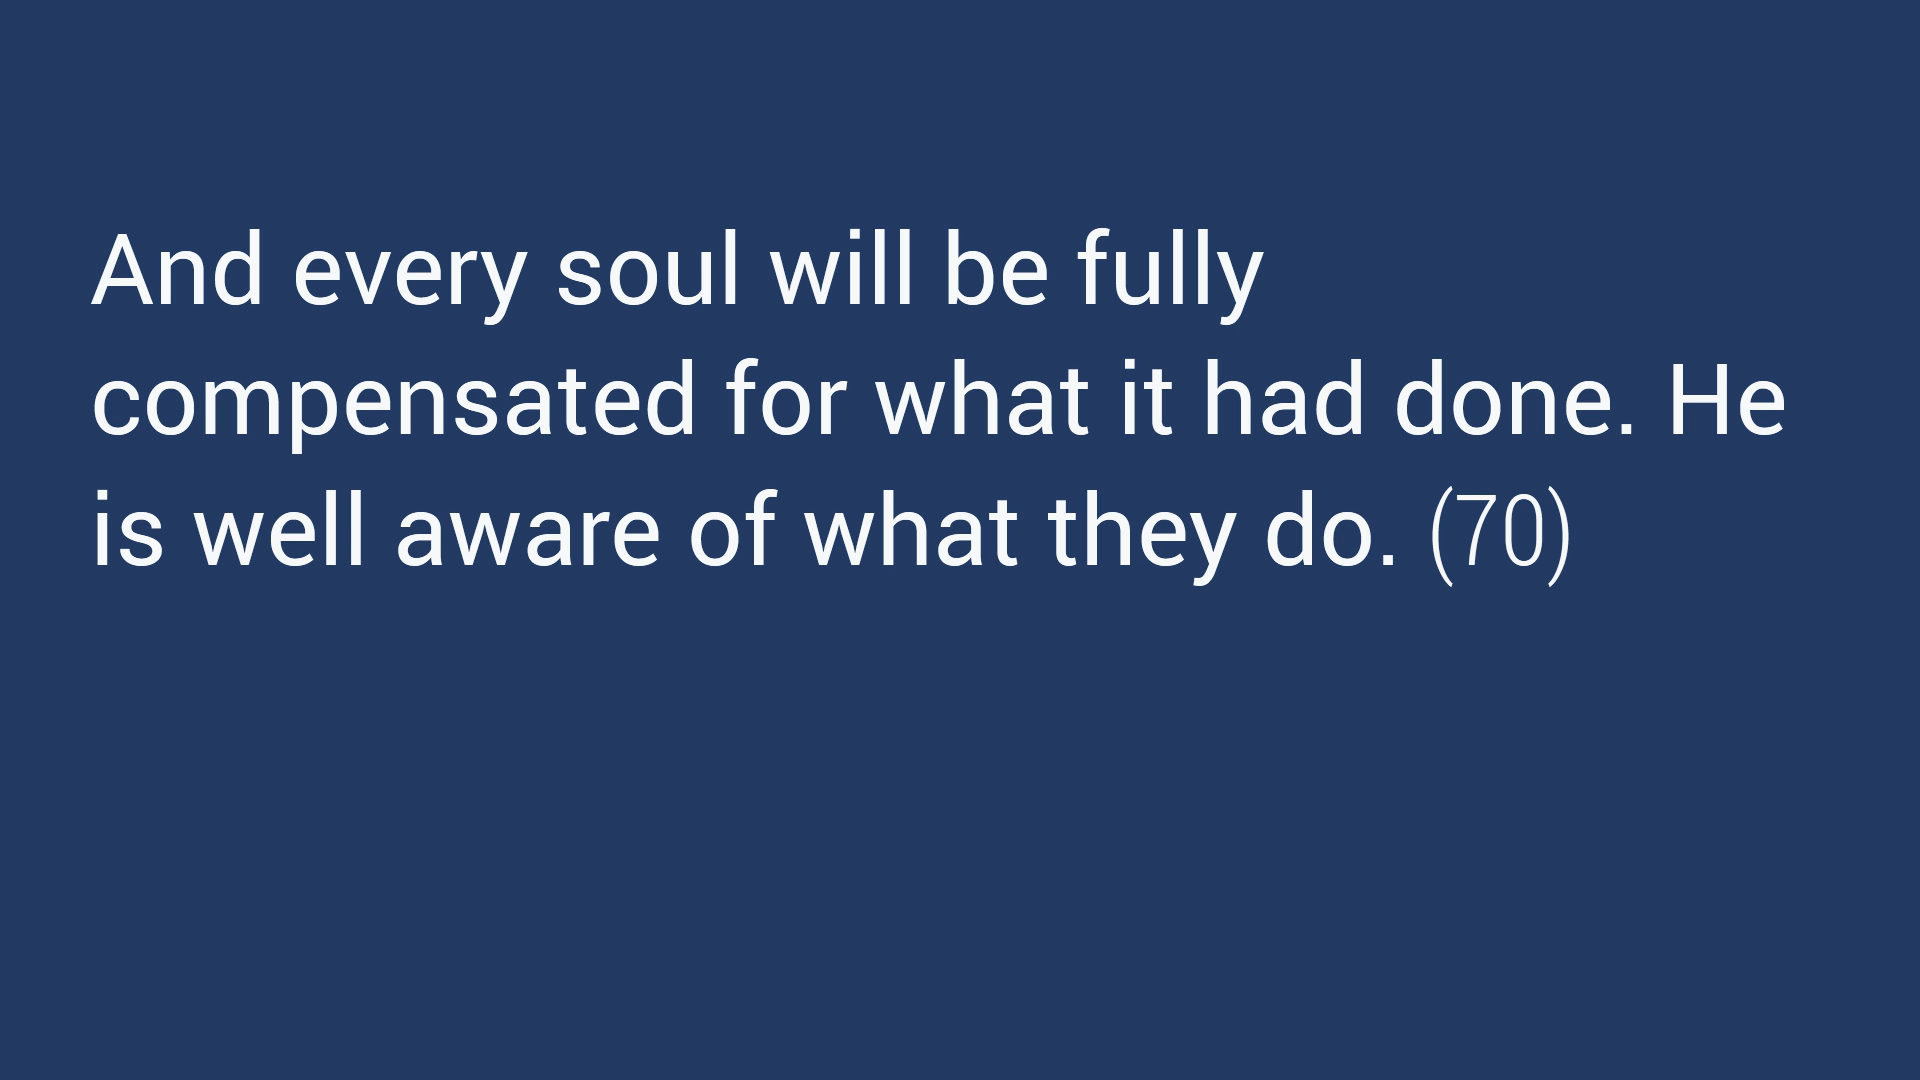 And every soul will be fully
compensated for what it had done. He
is well aware of what they do. (70)